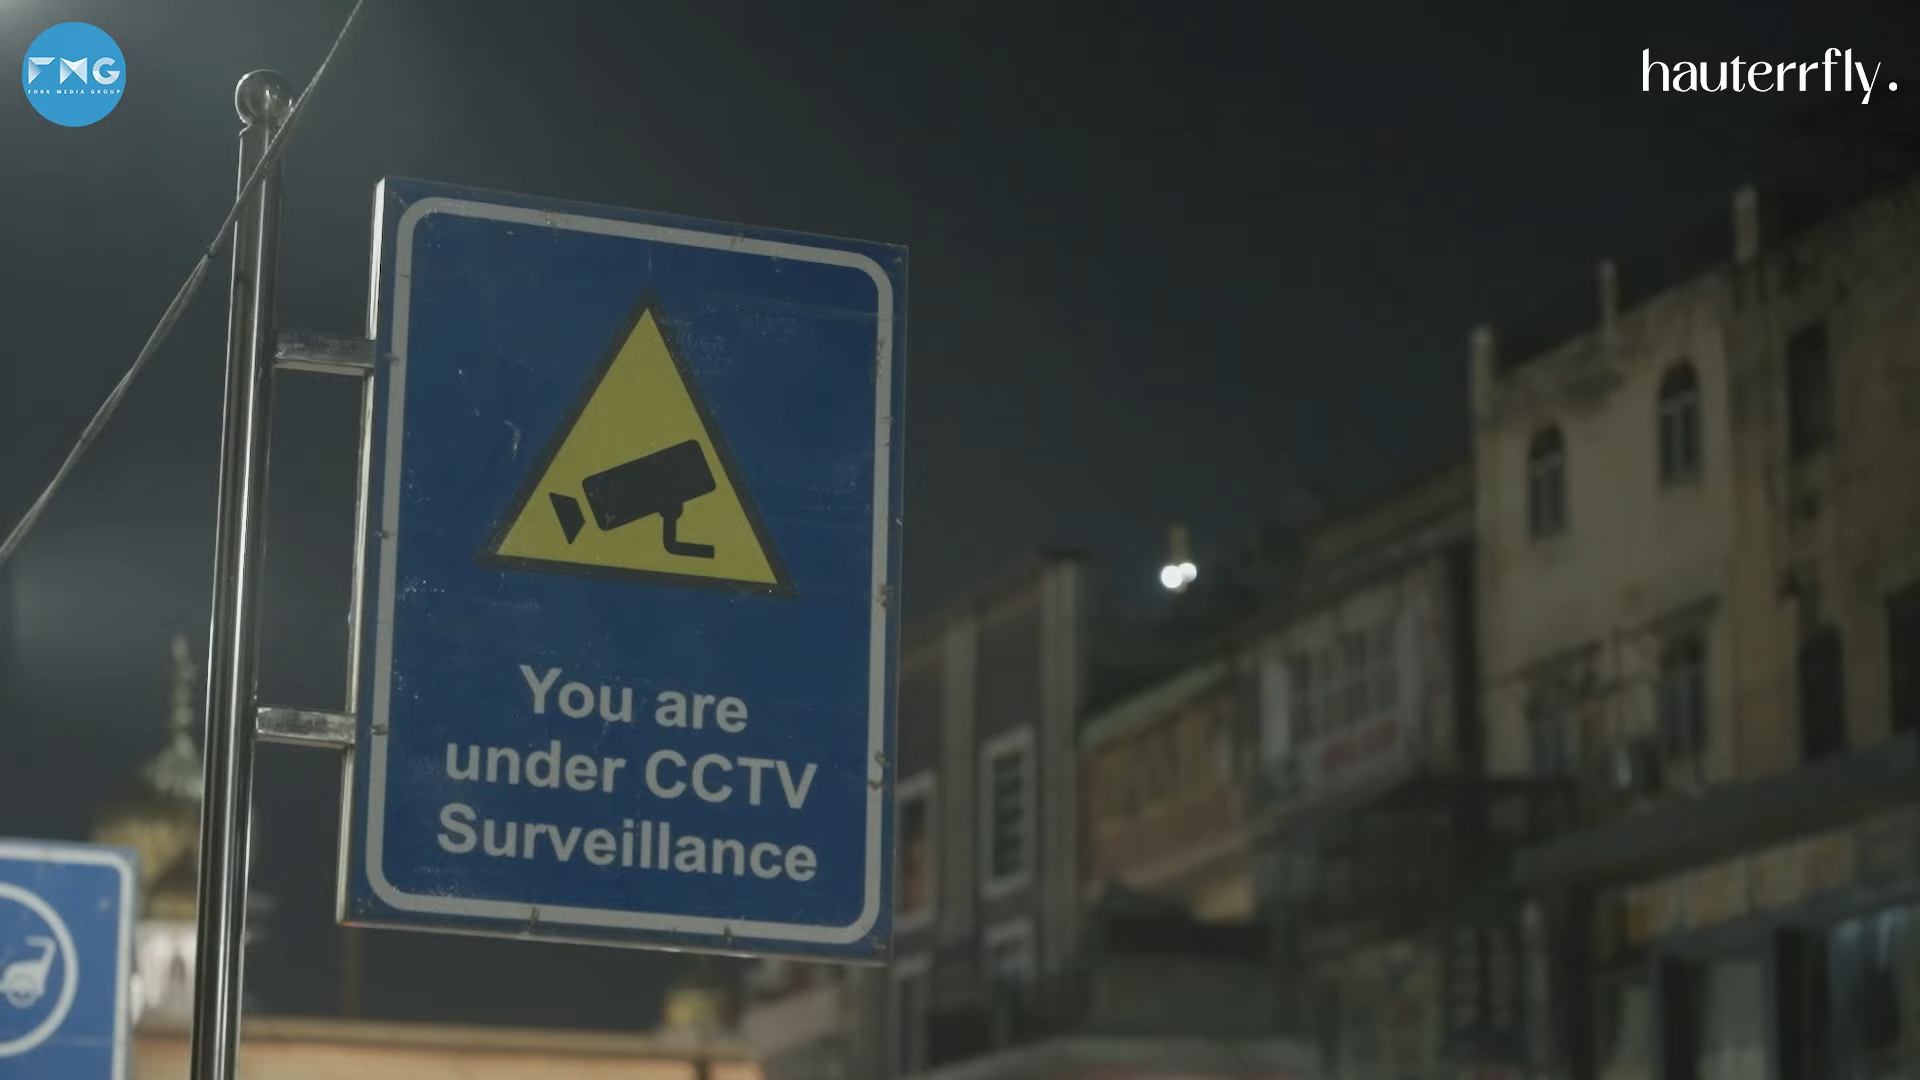 FMG
FORK MEDIA GROUP
hauterrfly.
You are
under CCTV
Surveillance